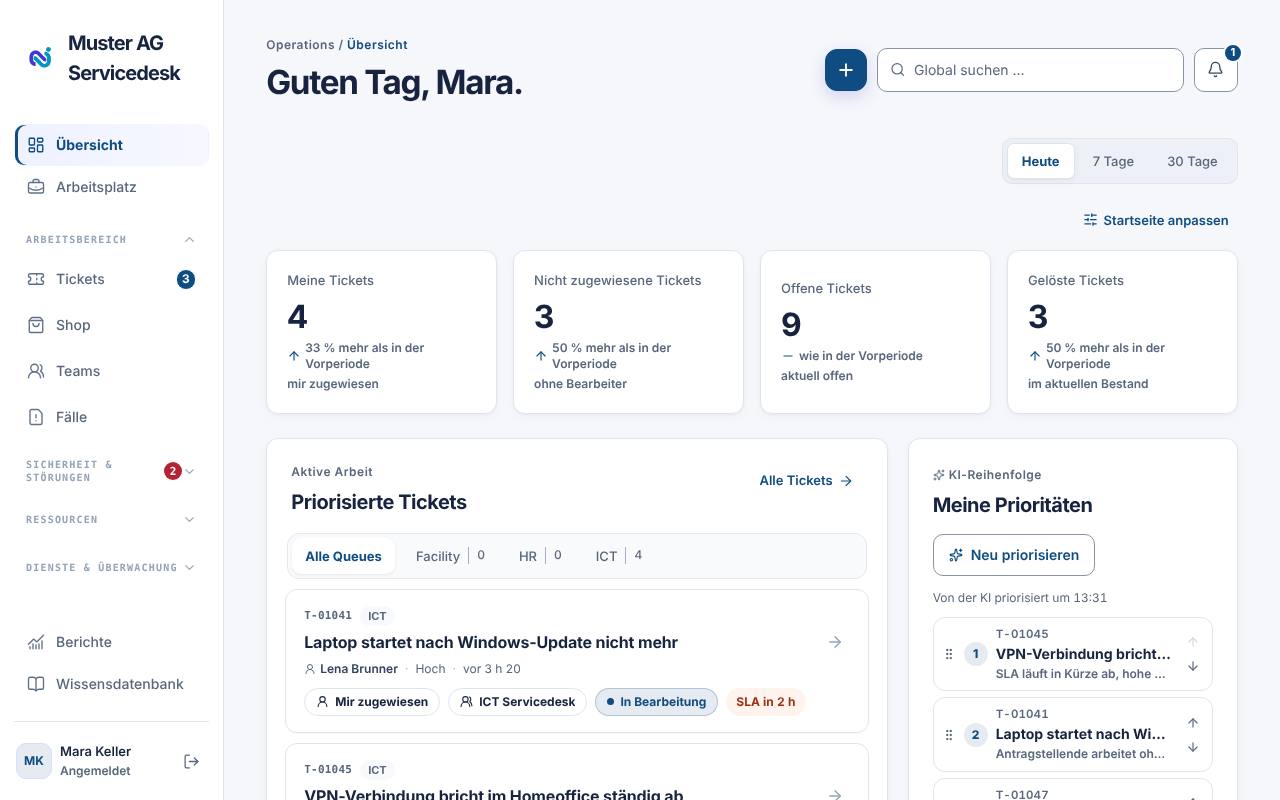 Muster AG
Servicedesk
Übersicht
Arbeitsplatz
ARBEITSBEREICH
Tickets 3
Shop
Teams
Fälle
SICHERHEIT &
STÖRUNGEN 2
RESSOURCEN
DIENSTE & ÜBERWACHUNG
Berichte
Wissensdatenbank
MK Mara Keller
Angemeldet
Operations / Übersicht
Guten Tag, Mara.
Global suchen ...
1
Heute 7 Tage 30 Tage
Startseite anpassen
Meine Tickets
4
33 % mehr als in der
Vorperiode
mir zugewiesen
Nicht zugewiesene Tickets
3
50 % mehr als in der
Vorperiode
ohne Bearbeiter
Offene Tickets
9
wie in der Vorperiode
aktuell offen
Gelöste Tickets
3
50 % mehr als in der
Vorperiode
im aktuellen Bestand
Aktive Arbeit
Priorisierte Tickets
Alle Tickets
Alle Queues Facility 0 HR 0 ICT 4
T-01041 ICT
Laptop startet nach Windows-Update nicht mehr
Lena Brunner · Hoch · vor 3 h 20
Mir zugewiesen ICT Servicedesk In Bearbeitung SLA in 2 h
T-01045 ICT
VPN-Verbindung bricht im Homeoffice ständig ab
KI-Reihenfolge
Meine Prioritäten
Neu priorisieren
Von der KI priorisiert um 13:31
T-01045
1 VPN-Verbindung bricht...
SLA läuft in Kürze ab, hohe ...
T-01041
2 Laptop startet nach Wi...
Antragstellende arbeitet oh...
T-01047